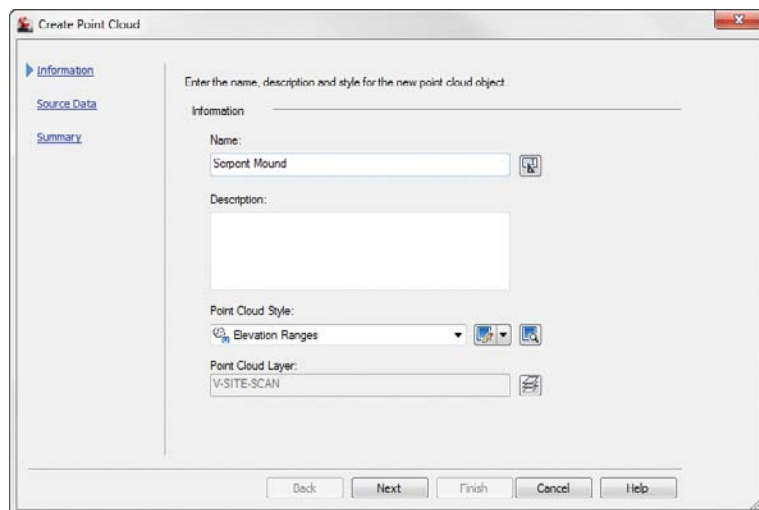 Create Point Cloud
Information
Source Data
Summary
Enter the name, description and style for the new point cloud object
Information
Name:
Serpent Mound
Description:
Point Cloud Style:
Elevation Ranges
Point Cloud Layer:
V-SITE-SCAN
Back
Next
Finish
Cancel
Help